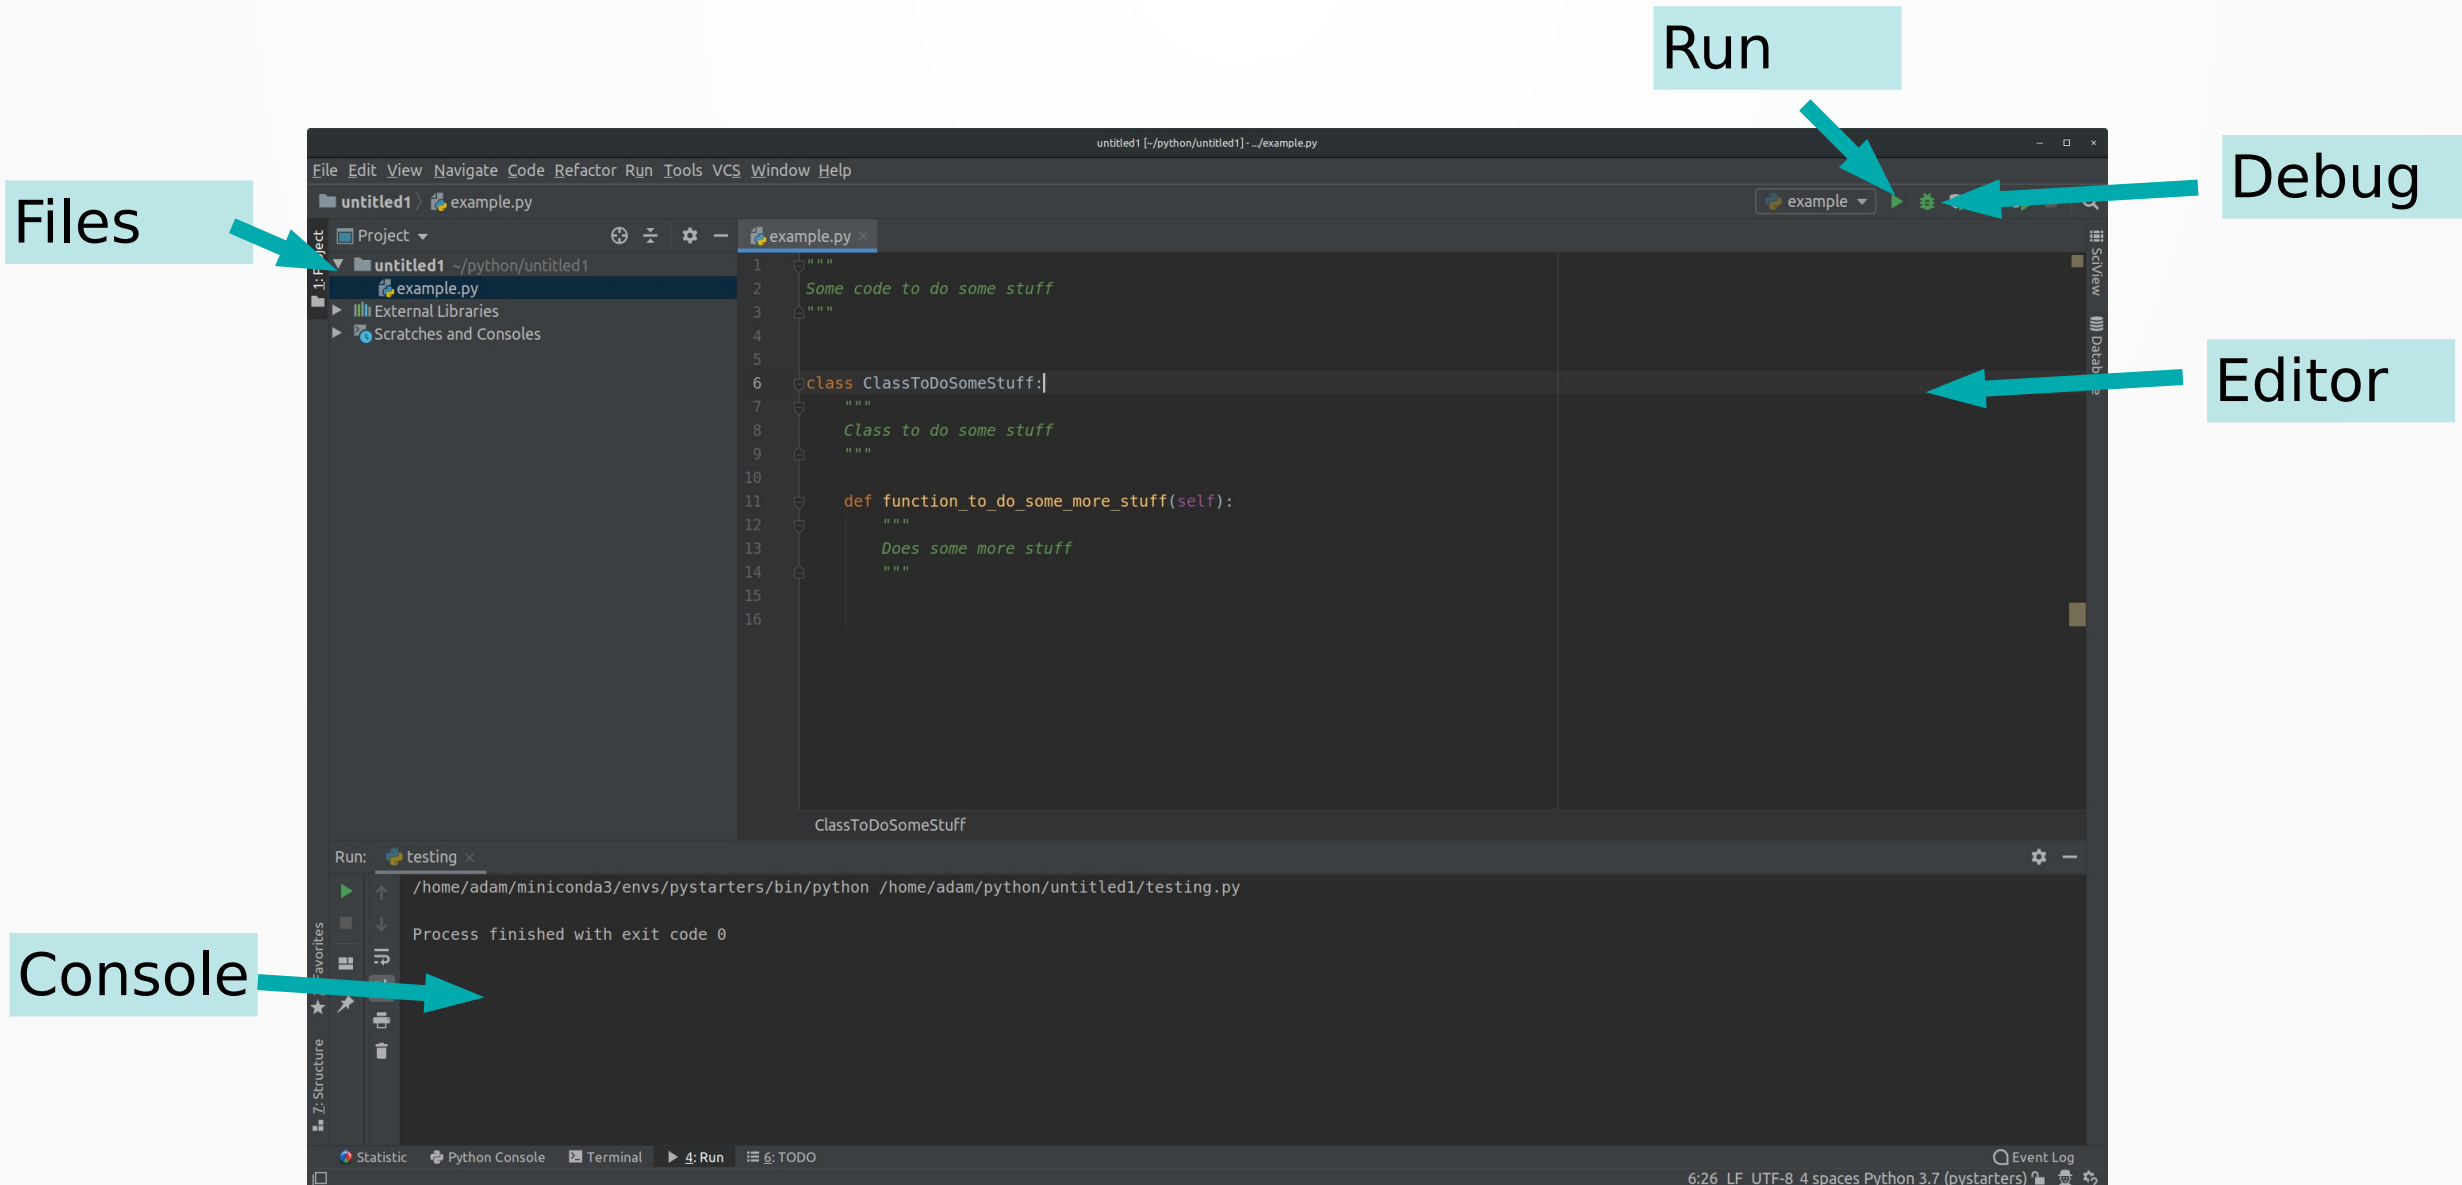 Run
Debug
Files
Editor
Console
untitled1 [~/python/untitled1] - .../example.py
File Edit View Navigate Code Refactor Run Tools VCS Window Help
untitled1 example.py
example
Project
example.py
untitled1 ~/python/untitled1
example.py
External Libraries
Scratches and Consoles
SciView
1 """
2 Some code to do some stuff
3 """
4
5
6 class ClassToDoSomeStuff:
7 """
8 Class to do some stuff
9 """
10
11 def function_to_do_some_more_stuff(self):
12 """
13 Does some more stuff
14 """
15
16
ClassToDoSomeStuff
Run: testing
/home/adam/miniconda3/envs/pystarters/bin/python /home/adam/python/untitled1/testing.py
Process finished with exit code 0
Favorites
7: Structure
Statistic Python Console Terminal 4: Run 6: TODO
Event Log
6:26 LF UTF-8 4 spaces Python 3.7 (pystarters)